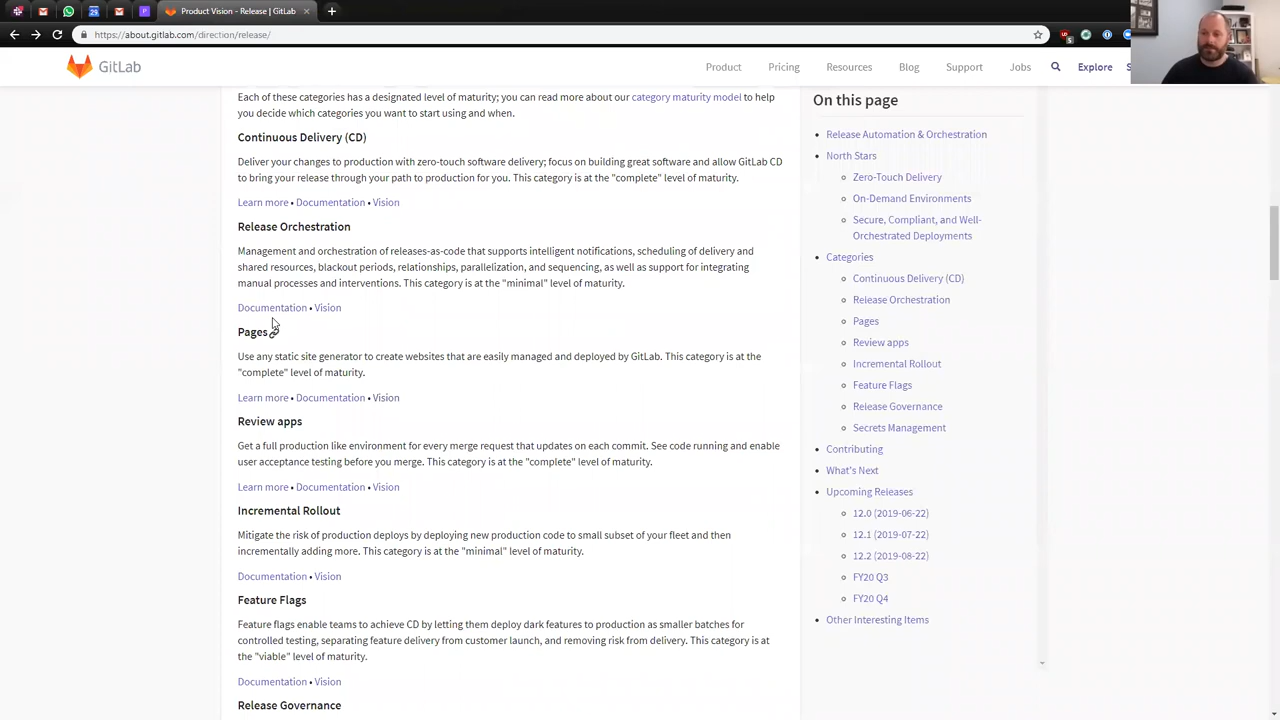 Product Vision - Release | GitLab
https://about.gitlab.com/direction/release/
GitLab
Product
Pricing
Resources
Blog
Support
Jobs
Explore
Each of these categories has a designated level of maturity; you can read more about our category maturity model to help
you decide which categories you want to start using and when.
Continuous Delivery (CD)
Deliver your changes to production with zero-touch software delivery; focus on building great software and allow GitLab CD
to bring your release through your path to production for you. This category is at the "complete" level of maturity.
Learn more • Documentation • Vision
Release Orchestration
Management and orchestration of releases-as-code that supports intelligent notifications, scheduling of delivery and
shared resources, blackout periods, relationships, parallelization, and sequencing, as well as support for integrating
manual processes and interventions. This category is at the "minimal" level of maturity.
Documentation • Vision
Pages
Use any static site generator to create websites that are easily managed and deployed by GitLab. This category is at the
"complete" level of maturity.
Learn more • Documentation • Vision
Review apps
Get a full production like environment for every merge request that updates on each commit. See code running and enable
user acceptance testing before you merge. This category is at the "complete" level of maturity.
Learn more • Documentation • Vision
Incremental Rollout
Mitigate the risk of production deploys by deploying new production code to small subset of your fleet and then
incrementally adding more. This category is at the "minimal" level of maturity.
Documentation • Vision
Feature Flags
Feature flags enable teams to achieve CD by letting them deploy dark features to production as smaller batches for
controlled testing, separating feature delivery from customer launch, and removing risk from delivery. This category is at
the "viable" level of maturity.
Documentation • Vision
Release Governance
On this page
Release Automation & Orchestration
North Stars
Zero-Touch Delivery
On-Demand Environments
Secure, Compliant, and Well-
Orchestrated Deployments
Categories
Continuous Delivery (CD)
Release Orchestration
Pages
Review apps
Incremental Rollout
Feature Flags
Release Governance
Secrets Management
Contributing
What's Next
Upcoming Releases
12.0 (2019-06-22)
12.1 (2019-07-22)
12.2 (2019-08-22)
FY20 Q3
FY20 Q4
Other Interesting Items